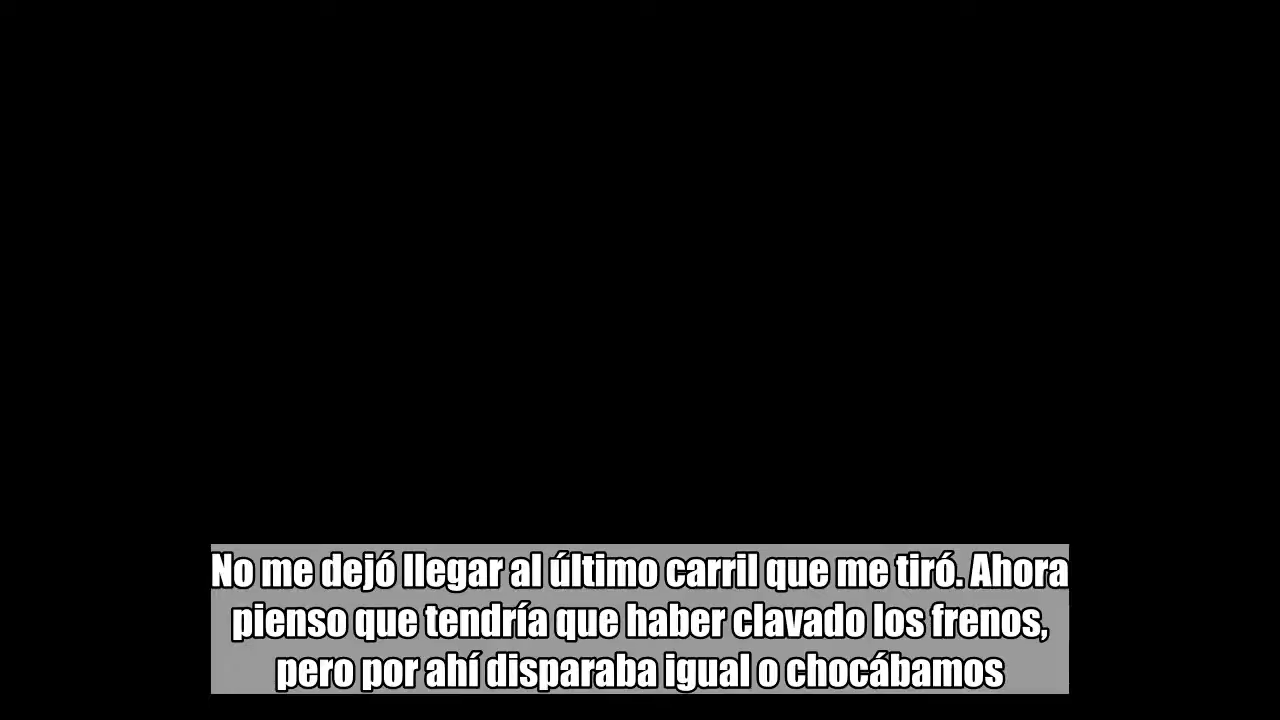 No me dejó llegar al último carril que me tiró. Ahora
pienso que tendría que haber clavado los frenos,
pero por ahí disparaba igual o chocábamos